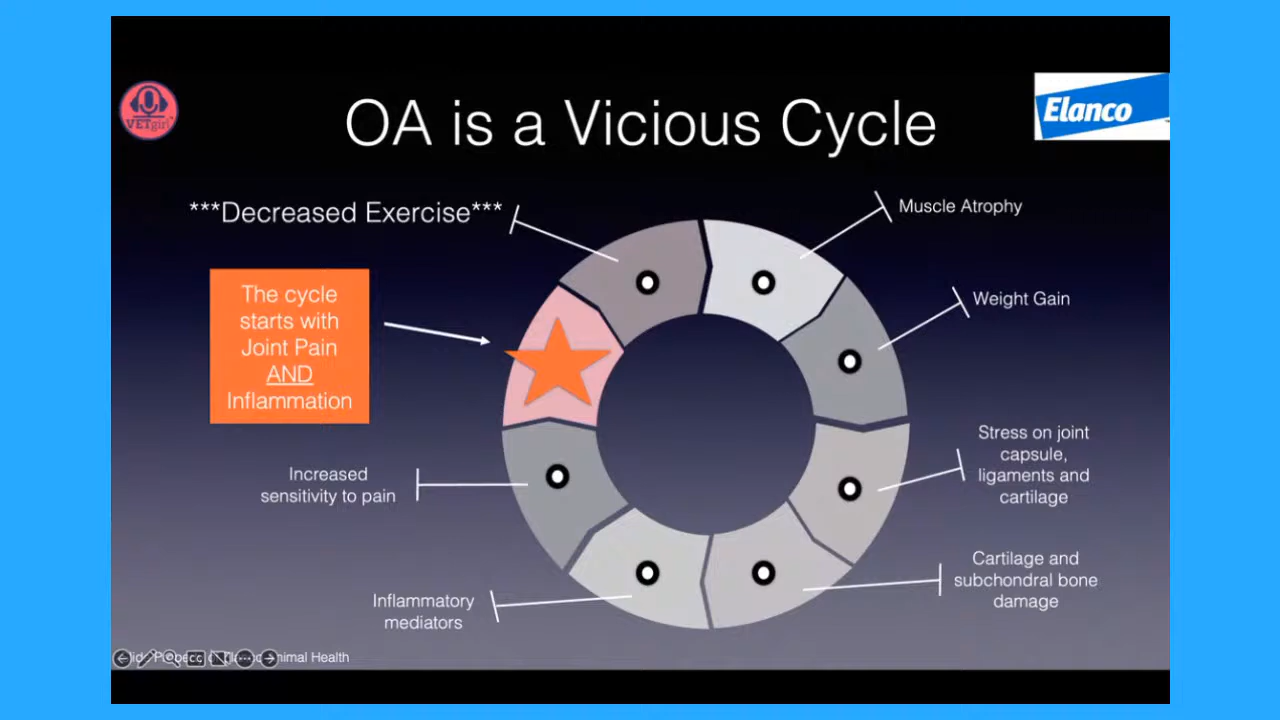 VETgirl
OA is a Vicious Cycle
Elanco
***Decreased Exercise***
Muscle Atrophy
The cycle
starts with
Joint Pain
AND
Inflammation
Weight Gain
Stress on joint
capsule,
ligaments and
cartilage
Increased
sensitivity to pain
Cartilage and
subchondral bone
damage
Inflammatory
mediators
Health